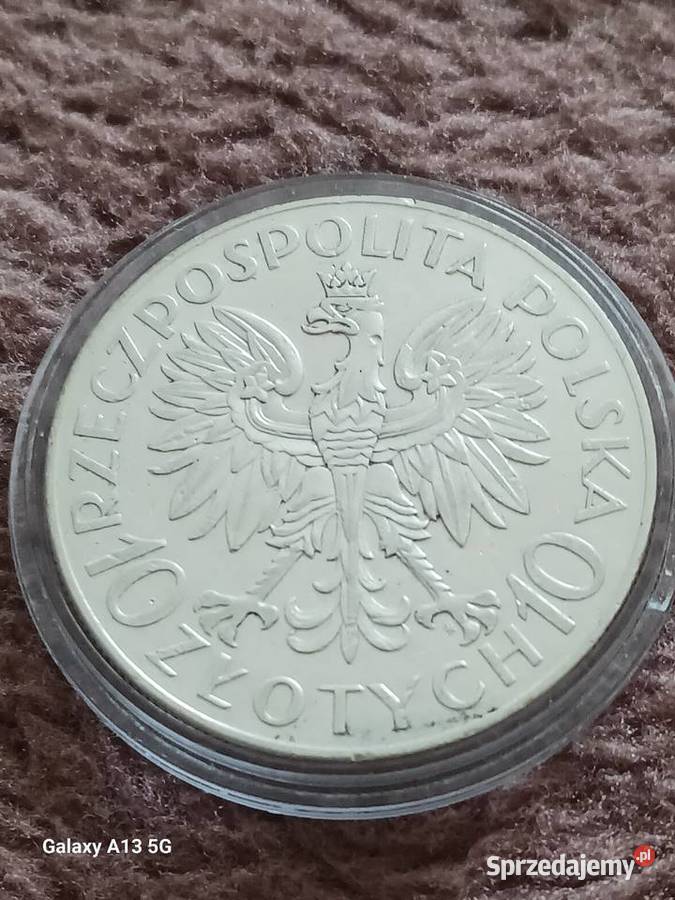 RZECZPOSPOLITA POLSKA
10 ZŁOTYCH 10
Galaxy A13 5G
Sprzedajemy.pl